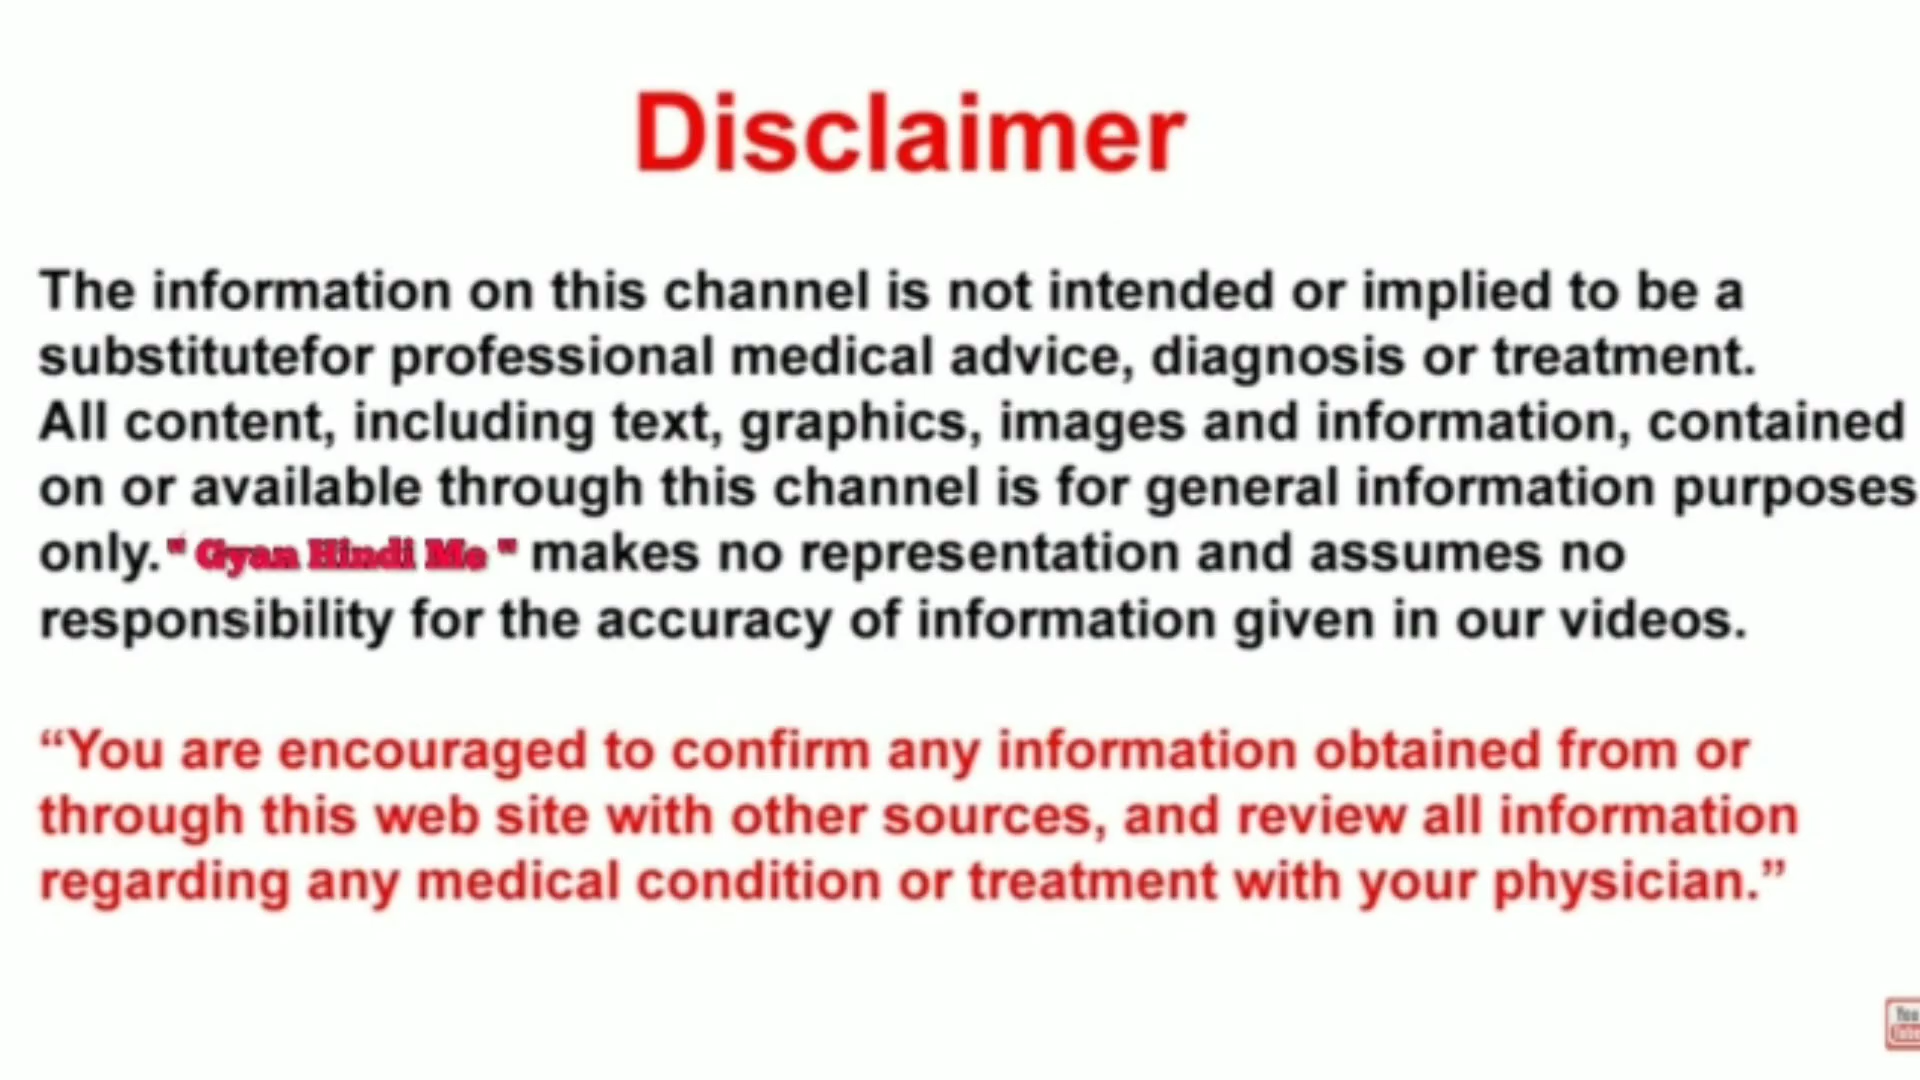 Disclaimer
The information on this channel is not intended or implied to be a
substitutefor professional medical advice, diagnosis or treatment.
All content, including text, graphics, images and information, contained
on or available through this channel is for general information purposes
only. " Gyan Hindi Me " makes no representation and assumes no
responsibility for the accuracy of information given in our videos.
“You are encouraged to confirm any information obtained from or
through this web site with other sources, and review all information
regarding any medical condition or treatment with your physician.”
You
Tube